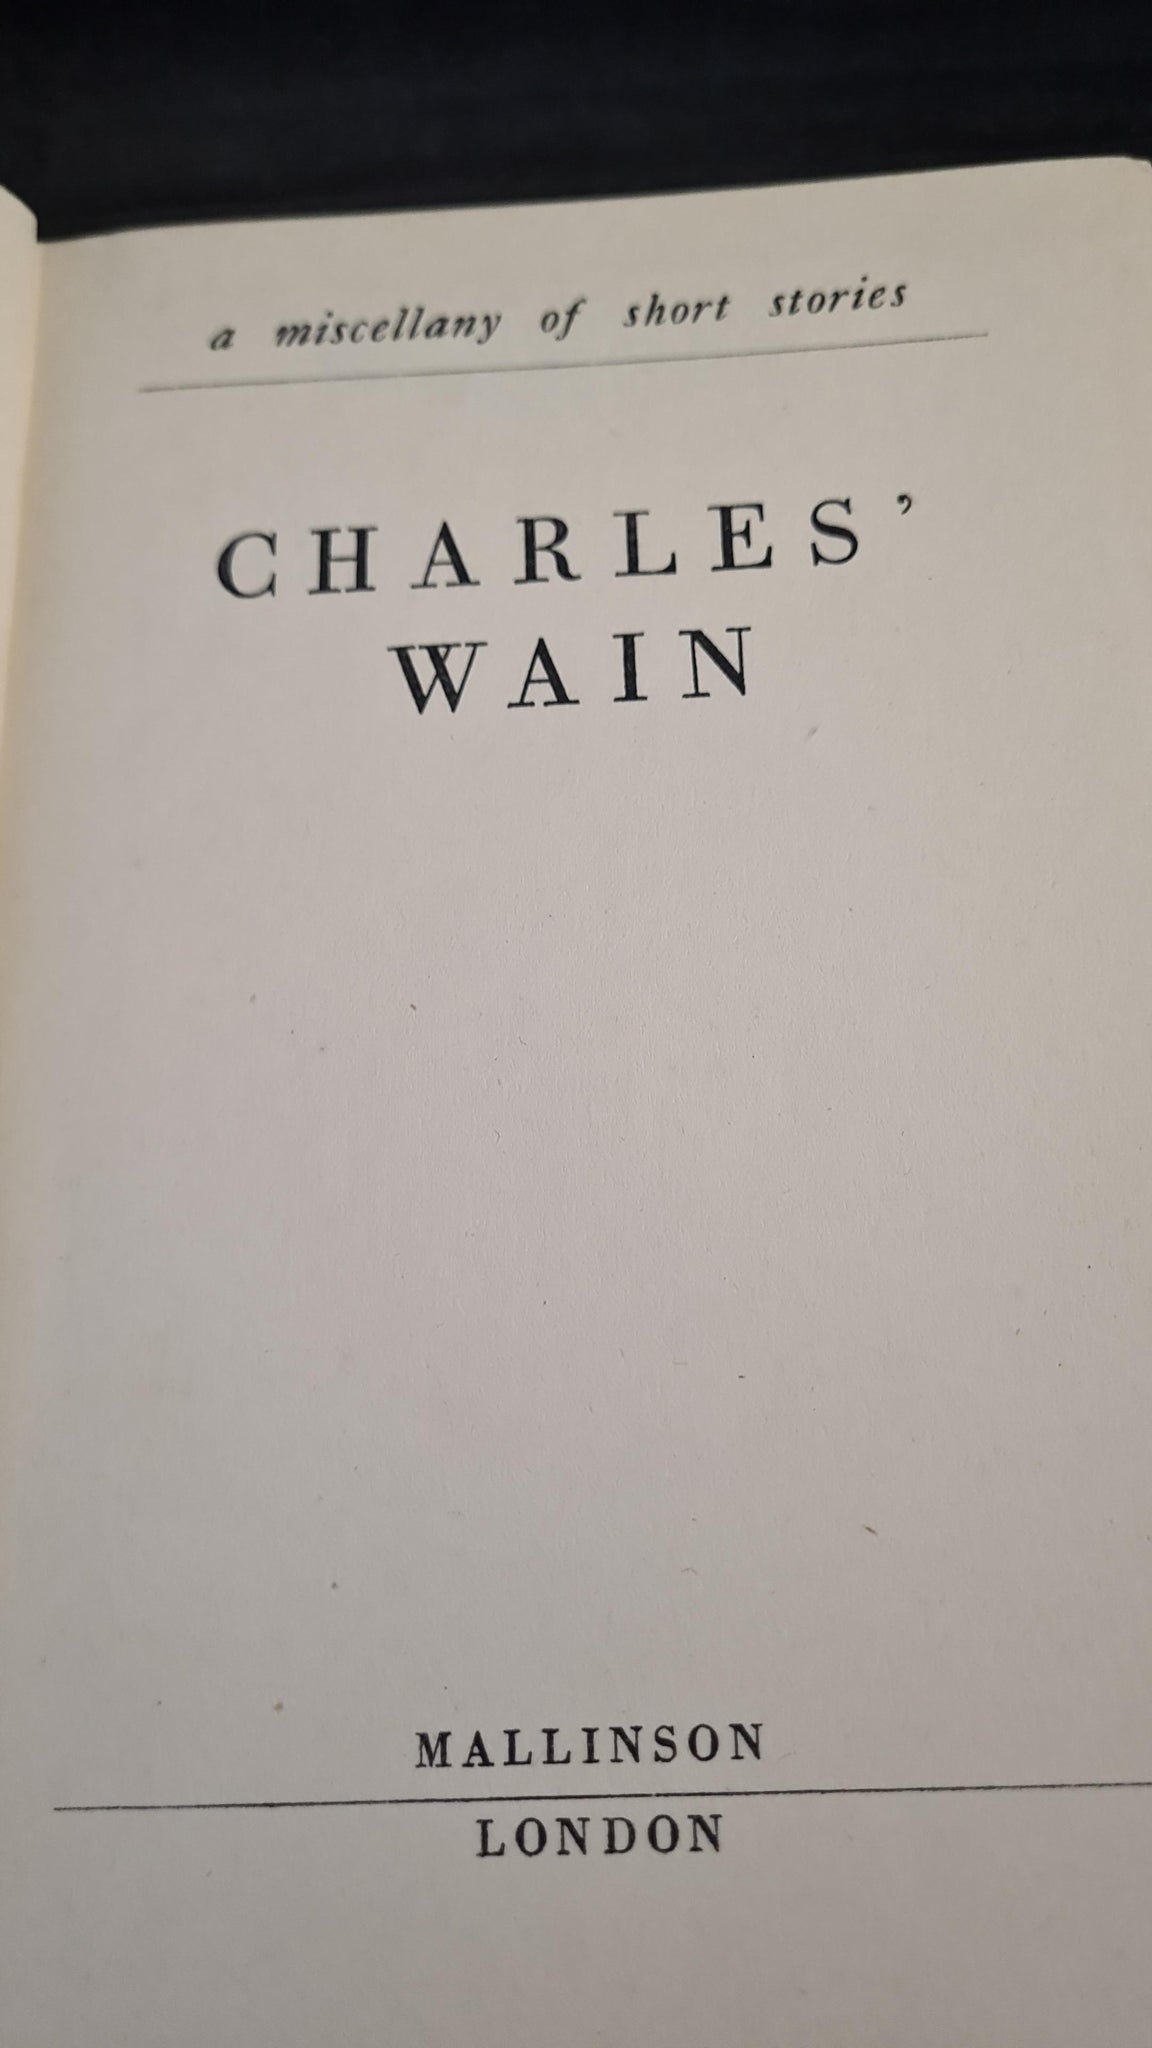 a miscellany of short stories
CHARLES’
WAIN
MALLINSON
LONDON